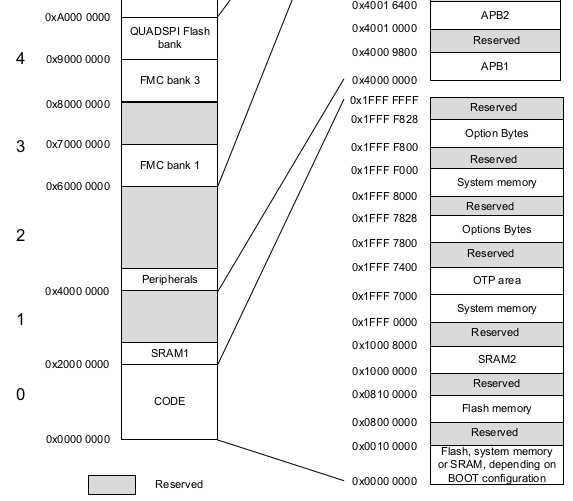 0xA000 0000
QUADSPI Flash
bank
4
0x9000 0000
FMC bank 3
0x8000 0000
3
0x7000 0000
FMC bank 1
0x6000 0000
2
Peripherals
0x4000 0000
1
SRAM1
0x2000 0000
0
CODE
0x0000 0000
Reserved
0x4001 6400
APB2
0x4001 0000
Reserved
0x4000 9800
APB1
0x4000 0000
0x1FFF FFFF
Reserved
0x1FFF F828
Option Bytes
0x1FFF F800
Reserved
0x1FFF F000
System memory
0x1FFF 8000
Reserved
0x1FFF 7828
Options Bytes
0x1FFF 7800
Reserved
0x1FFF 7400
OTP area
0x1FFF 7000
System memory
0x1FFF 0000
Reserved
0x1000 8000
SRAM2
0x1000 0000
Reserved
0x0810 0000
Flash memory
0x0800 0000
Reserved
0x0010 0000
Flash, system memory
or SRAM, depending on
BOOT configuration
0x0000 0000